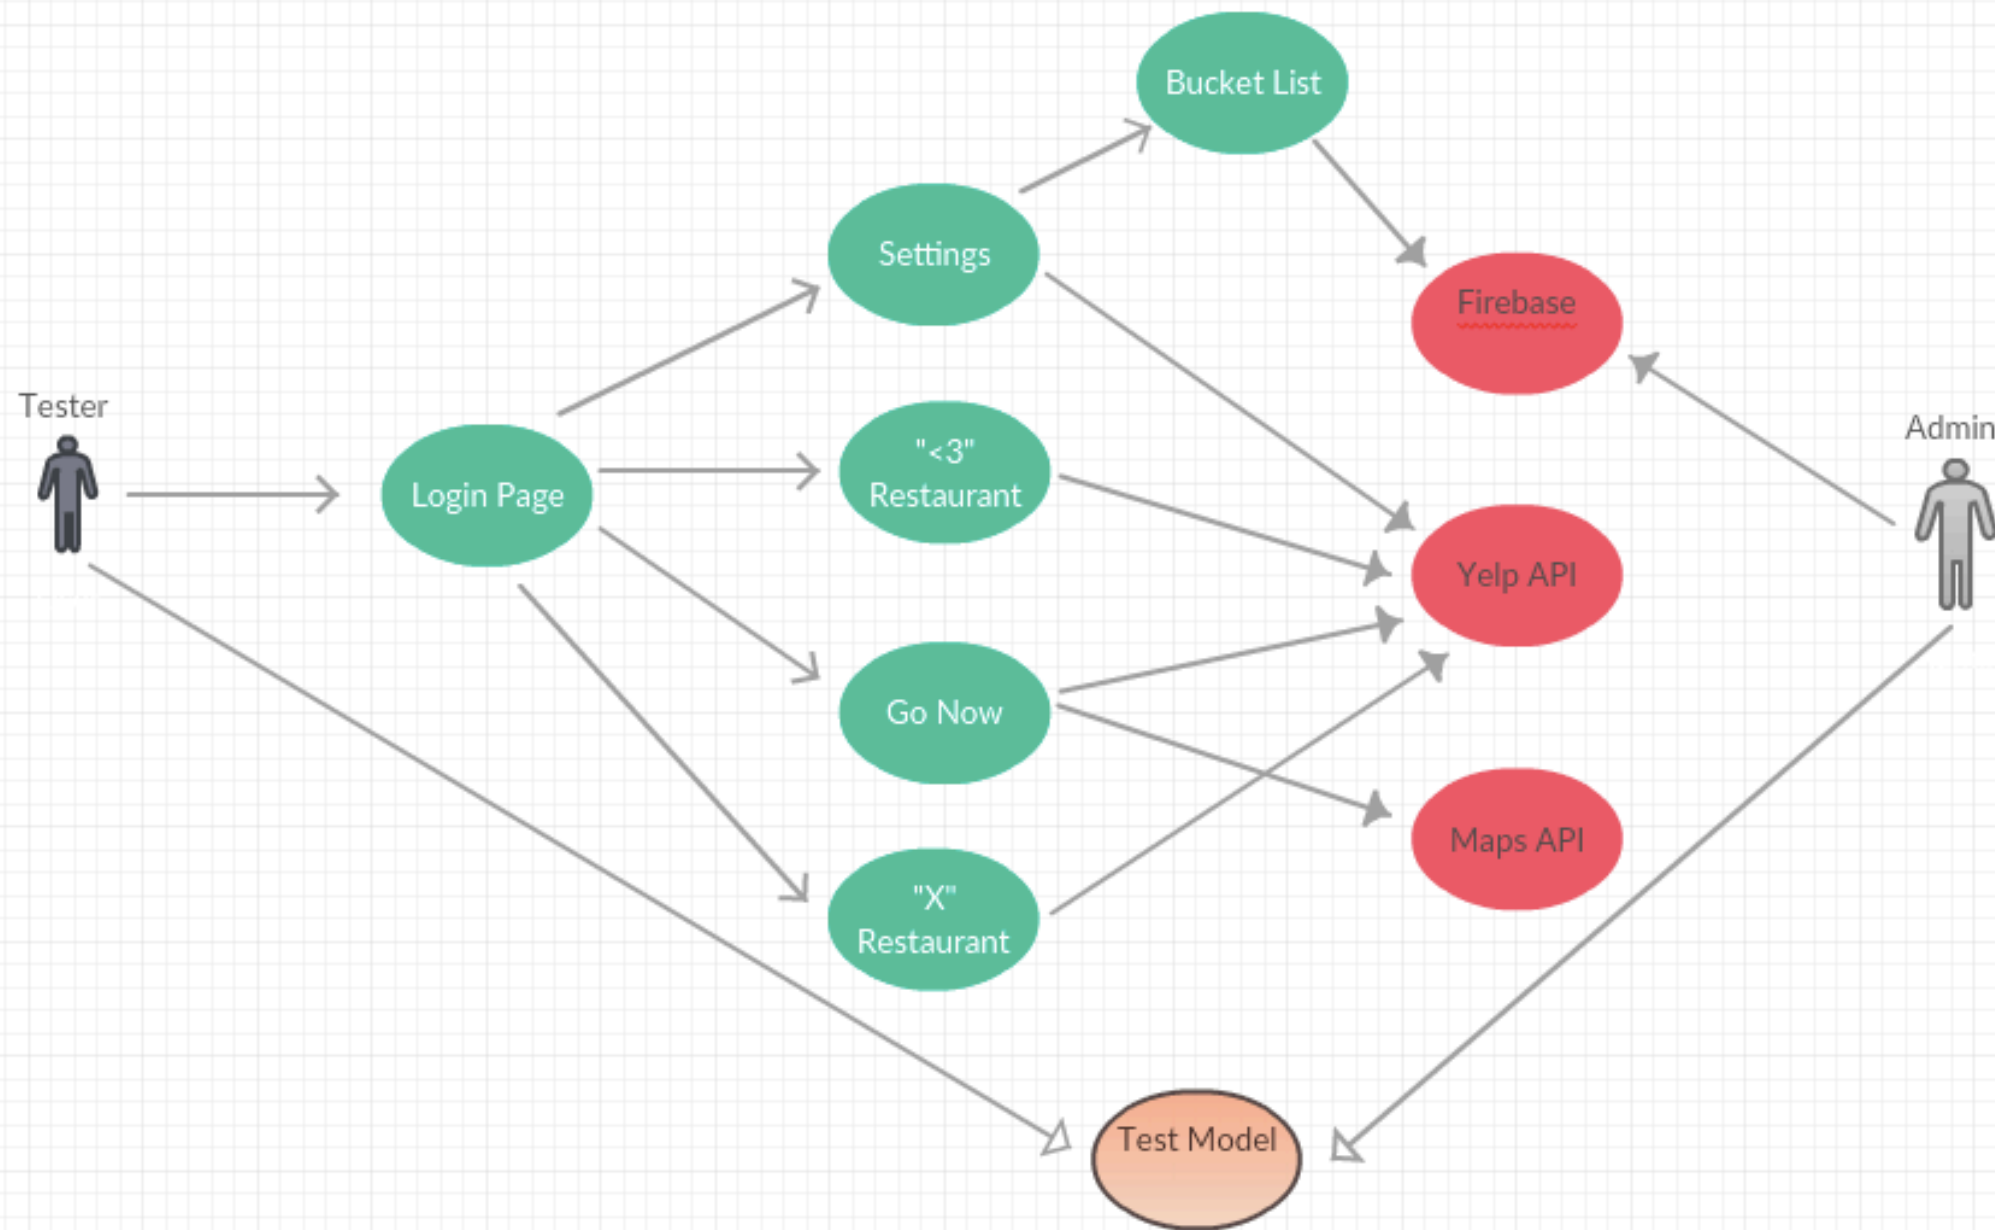 Bucket List
Settings
Firebase
Tester
Admin
"<3"
Restaurant
Login Page
Yelp API
Go Now
Maps API
"X"
Restaurant
Test Model